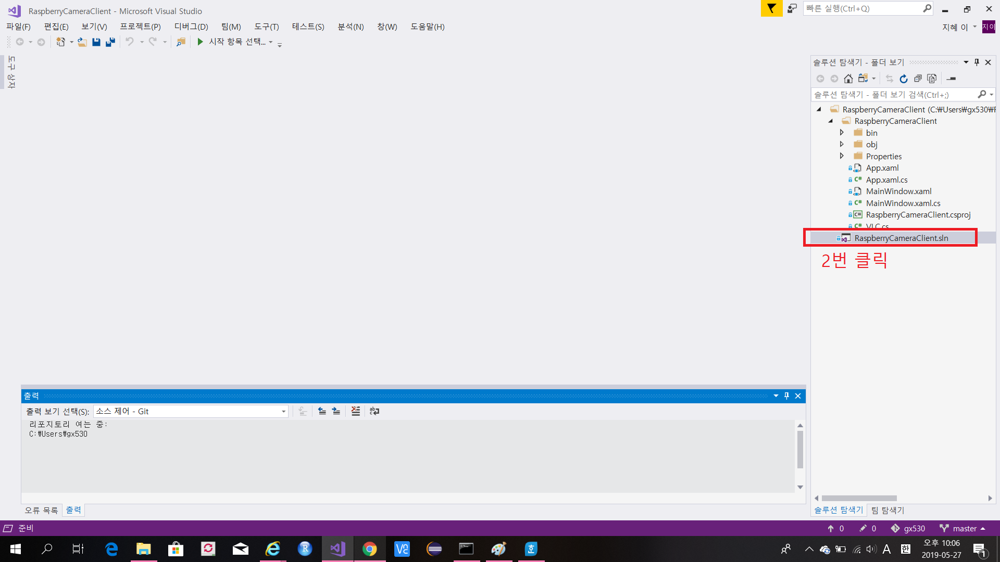 RaspberryCameraClient - Microsoft Visual Studio
빠른 실행(Ctrl+Q)
파일(F) 편집(E) 보기(V) 프로젝트(P) 디버그(D) 팀(M) 도구(T) 테스트(S) 분석(N) 창(W) 도움말(H)
지혜 이 지이
시작 항목 선택...
도구 상자
솔루션 탐색기 - 폴더 보기
솔루션 탐색기 - 폴더 보기 검색(Ctrl+;)
RaspberryCameraClient (C:₩Users₩gx530₩
RaspberryCameraClient
bin
obj
Properties
App.xaml
C# App.xaml.cs
MainWindow.xaml
C# MainWindow.xaml.cs
C# RaspberryCameraClient.csproj
C# VLC.cs
RaspberryCameraClient.sln
2번 클릭
출력
출력 보기 선택(S): 소스 제어 - Git
리포지토리 여는 중:
C:₩Users₩gx530
오류 목록 출력
솔루션 탐색기 팀 탐색기
준비
0 0 gx530 master
A 한
오후 10:06
2019-05-27
1